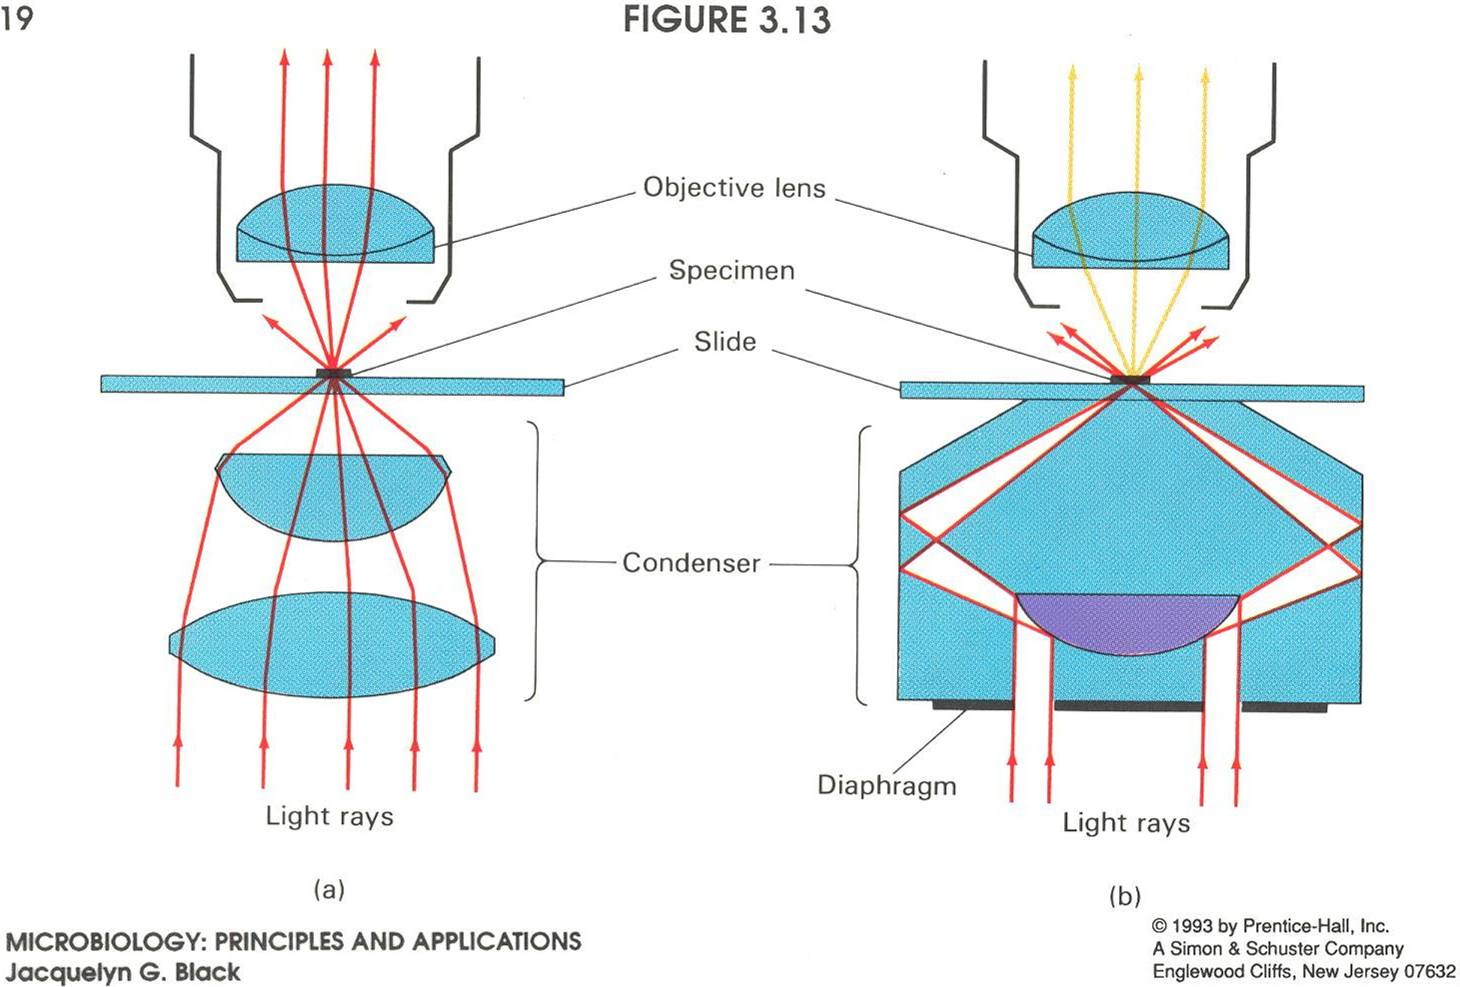 19
FIGURE 3.13
Objective lens
Specimen
Slide
Condenser
Diaphragm
Light rays
Light rays
(a)
(b)
MICROBIOLOGY: PRINCIPLES AND APPLICATIONS
Jacquelyn G. Black
© 1993 by Prentice-Hall, Inc.
A Simon & Schuster Company
Englewood Cliffs, New Jersey 07632